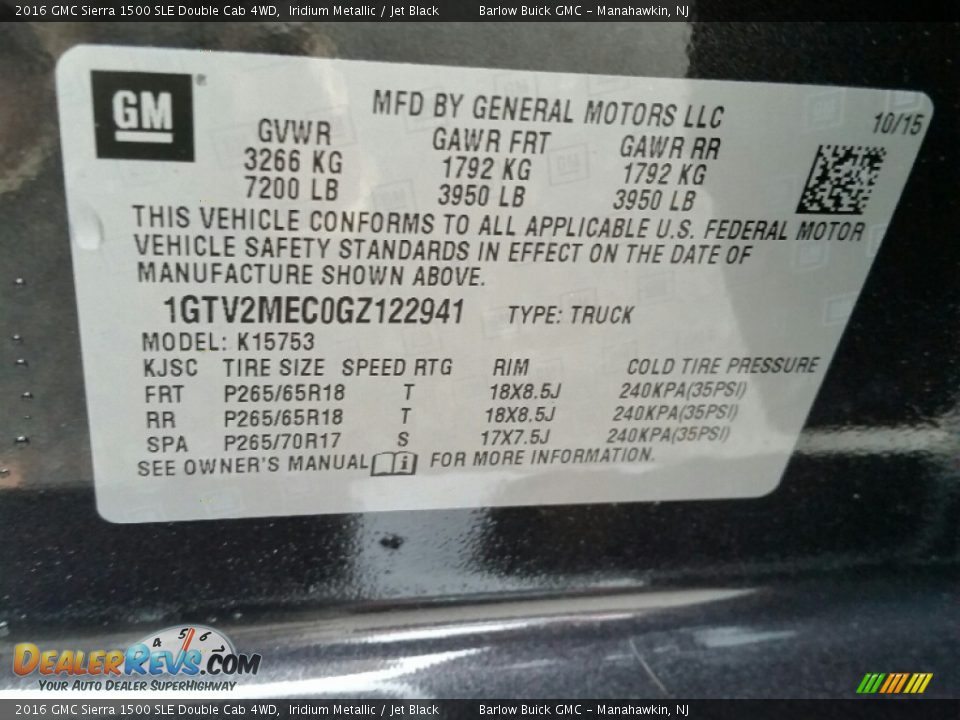 2016 GMC Sierra 1500 SLE Double Cab 4WD,  Iridium Metallic / Jet Black  Barlow Buick GMC - Manahawkin, NJ
GM®
MFD BY GENERAL MOTORS LLC 10/15
GVWR GAWR FRT GAWR RR
3266 KG 1792 KG 1792 KG
7200 LB 3950 LB 3950 LB
THIS VEHICLE CONFORMS TO ALL APPLICABLE U.S. FEDERAL MOTOR
VEHICLE SAFETY STANDARDS IN EFFECT ON THE DATE OF
MANUFACTURE SHOWN ABOVE.
1GTV2MEC0GZ122941 TYPE: TRUCK
MODEL: K15753
KJSC TIRE SIZE SPEED RTG RIM COLD TIRE PRESSURE
FRT P265/65R18 T 18X8.5J 240KPA(35PSI)
RR P265/65R18 T 18X8.5J 240KPA(35PSI)
SPA P265/70R17 S 17X7.5J 240KPA(35PSI)
SEE OWNER'S MANUAL FOR MORE INFORMATION.
4 5 6
DEALERREVS.COM
YOUR AUTO DEALER SUPERHIGHWAY
2016 GMC Sierra 1500 SLE Double Cab 4WD,  Iridium Metallic / Jet Black  Barlow Buick GMC - Manahawkin, NJ